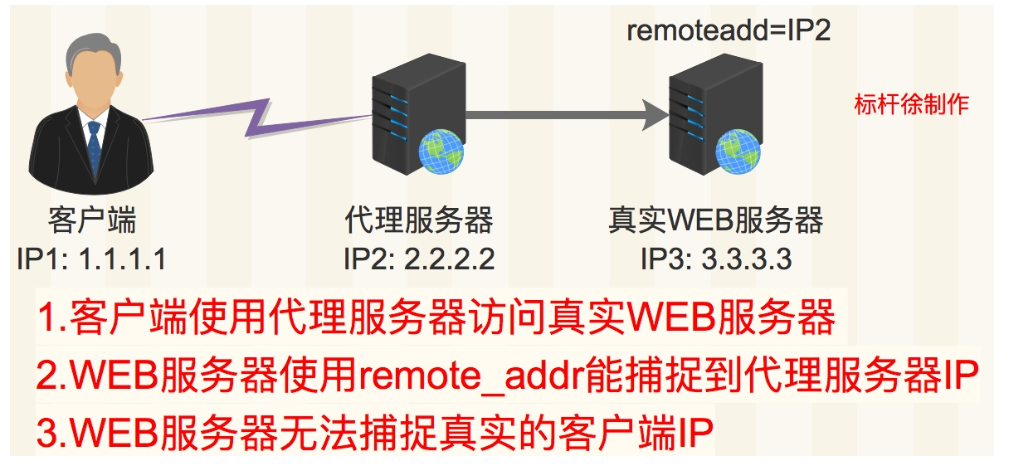 remoteadd=IP2
标杆徐制作
客户端
IP1: 1.1.1.1
代理服务器
IP2: 2.2.2.2
真实WEB服务器
IP3: 3.3.3.3
1.客户端使用代理服务器访问真实WEB服务器
2.WEB服务器使用remote_addr能捕捉到代理服务器IP
3.WEB服务器无法捕捉真实的客户端IP